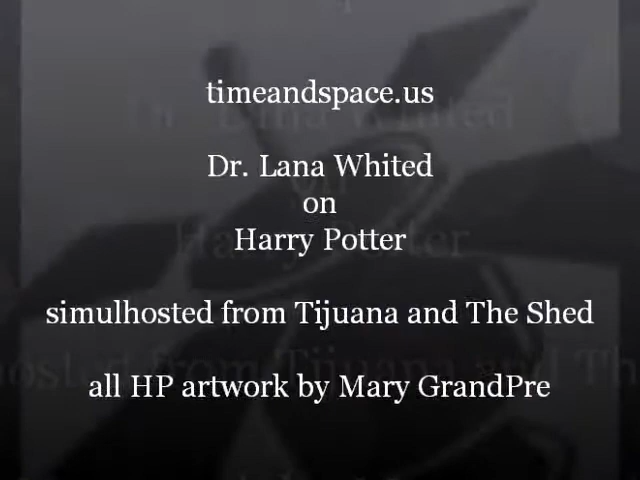 timeandspace.us
Dr. Lana Whited
on
Harry Potter
simulhosted from Tijuana and The Shed
all HP artwork by Mary GrandPre